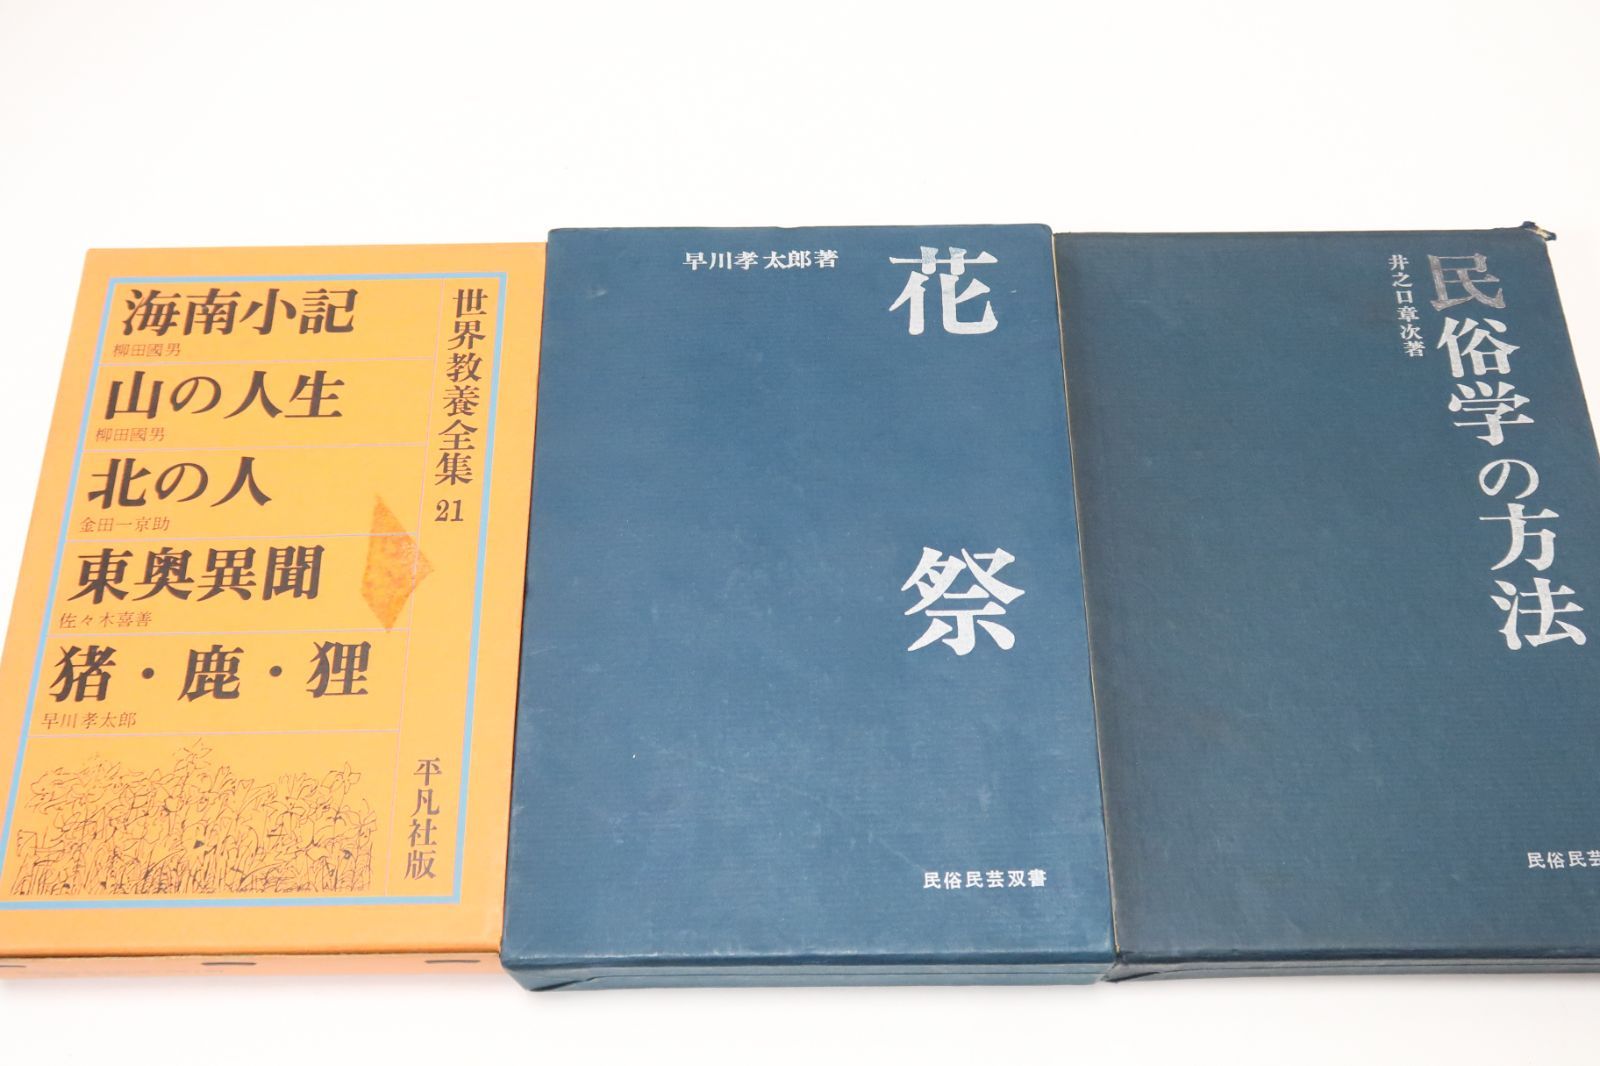 海南小記
柳田國男
山の人生
柳田國男
北の人
金田一京助
東奥異聞
佐々木喜善
猪・鹿・狸
早川孝太郎
世界教養全集 21
平凡社版
花祭
早川孝太郎著
民俗民芸双書
民俗学の方法
井之口章次著
民俗民芸